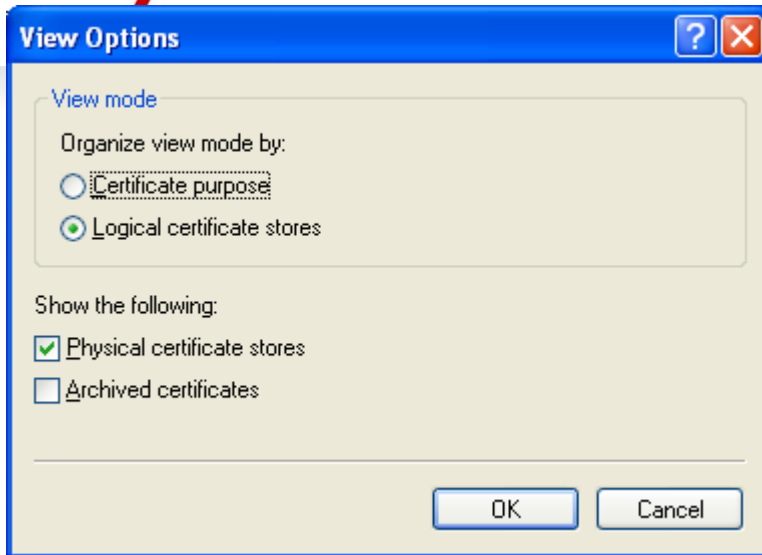 View Options
View mode
Organize view mode by:
Certificate purpose
Logical certificate stores
Show the following:
Physical certificate stores
Archived certificates
OK Cancel